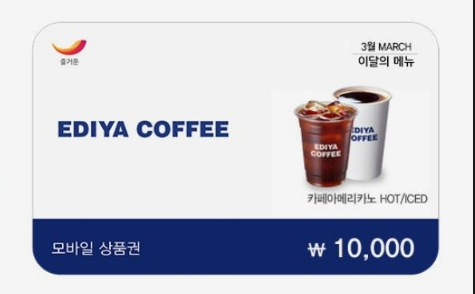 즐거운
3월 MARCH
이달의 메뉴
EDIYA COFFEE
EDIYA
COFFEE
EDIYA
OFFEE
카페아메리카노 HOT/ICED
모바일 상품권
₩ 10,000